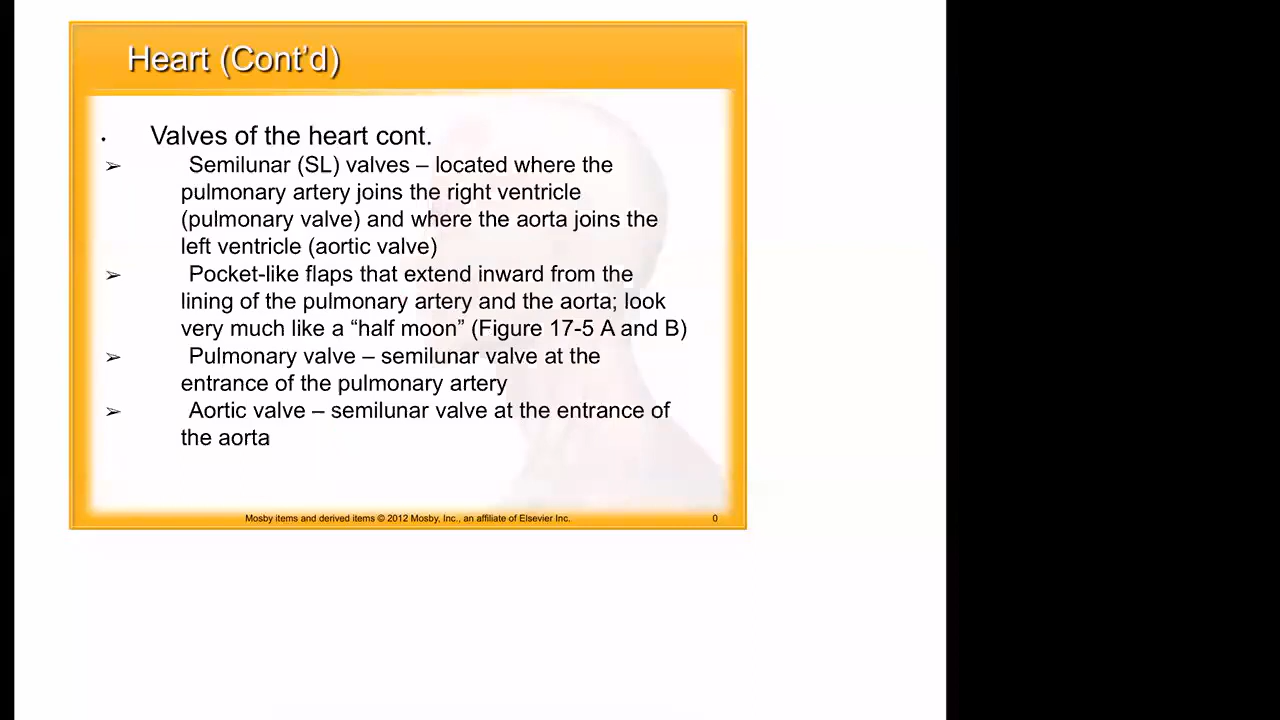 Heart (Cont’d)
• Valves of the heart cont.
➢ Semilunar (SL) valves – located where the
pulmonary artery joins the right ventricle
(pulmonary valve) and where the aorta joins the
left ventricle (aortic valve)
➢ Pocket-like flaps that extend inward from the
lining of the pulmonary artery and the aorta; look
very much like a “half moon” (Figure 17-5 A and B)
➢ Pulmonary valve – semilunar valve at the
entrance of the pulmonary artery
➢ Aortic valve – semilunar valve at the entrance of
the aorta
Mosby items and derived items © 2012 Mosby, Inc., an affiliate of Elsevier Inc. 0